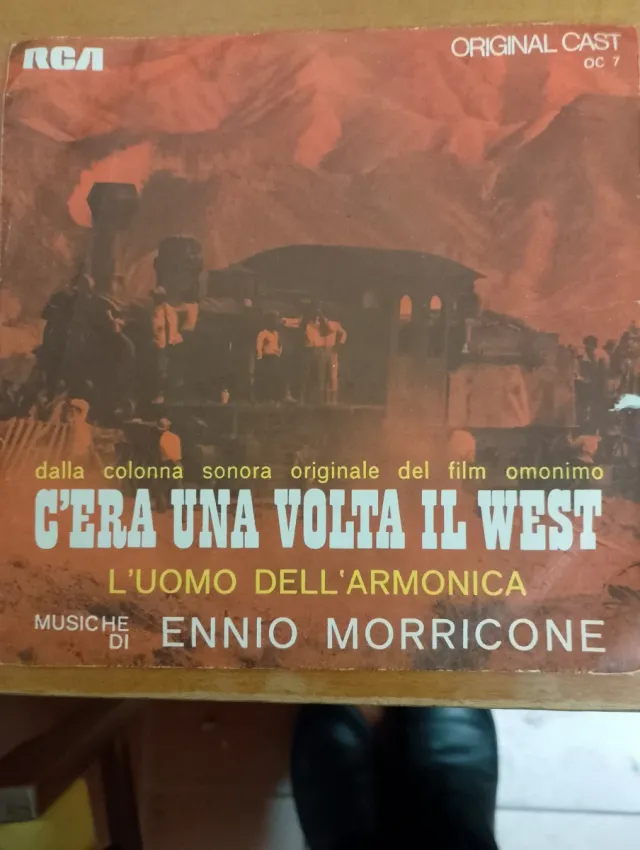 RCA
ORIGINAL CAST
OC 7
dalla colonna sonora originale del film omonimo
C'ERA UNA VOLTA IL WEST
L'UOMO DELL'ARMONICA
MUSICHE DI ENNIO MORRICONE